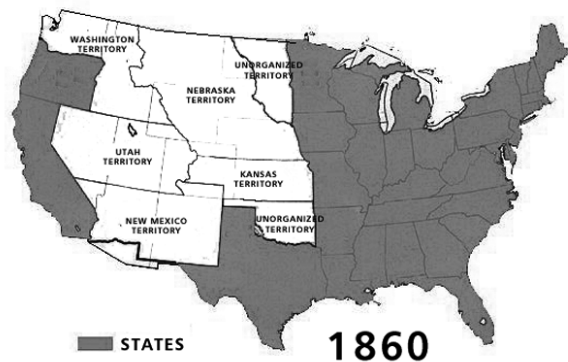 WASHINGTON
TERRITORY
UNORGANIZED
TERRITORY
NEBRASKA
TERRITORY
UTAH
TERRITORY
KANSAS
TERRITORY
NEW MEXICO
TERRITORY
UNORGANIZED
TERRITORY
STATES
1860